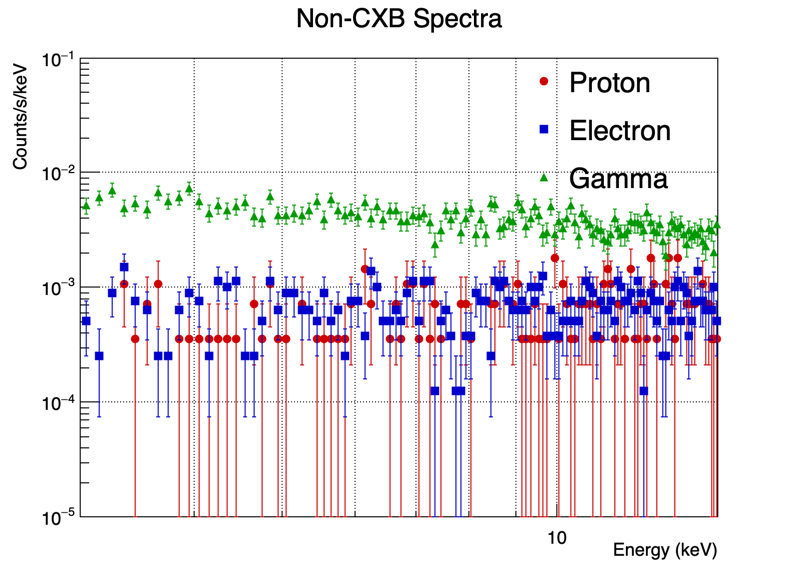 Non-CXB Spectra
Counts/s/keV
10⁻¹
10⁻²
10⁻³
10⁻⁴
10⁻⁵
Proton
Electron
Gamma
10
Energy (keV)